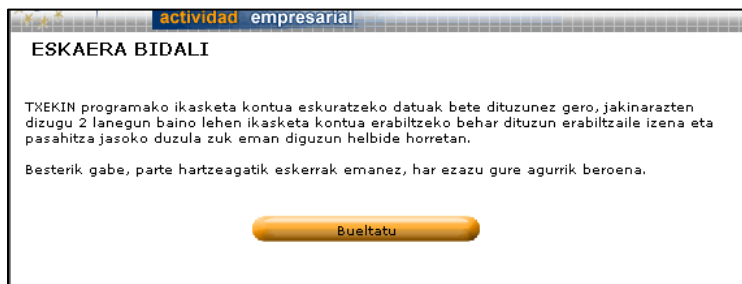 actividad empresarial
ESKAERA BIDALI
TXEKIN programako ikasketa kontua eskuratzeko datuak bete dituzunez gero, jakinarazten
dizugu 2 lanegun baino lehen ikasketa kontua erabiltzeko behar dituzun erabiltzaile izena eta
pasahitza jasoko duzula zuk eman diguzun helbide horretan.
Besterik gabe, parte hartzeagatik eskerrak emanez, har ezazu gure agurrik beroena.
Bueltatu